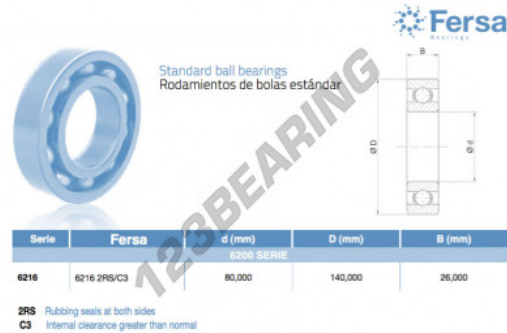 Fersa
Bearings
Standard ball bearings
Rodamientos de bolas estándar
B
Ø D
Ø d
123BEARING
Serie Fersa d (mm) D (mm) B (mm)
6200 SERIE
6216 6216 2RS/C3 80,000 140,000 26,000
2RS Rubbing seals at both sides
C3 Internal clearance greater than normal